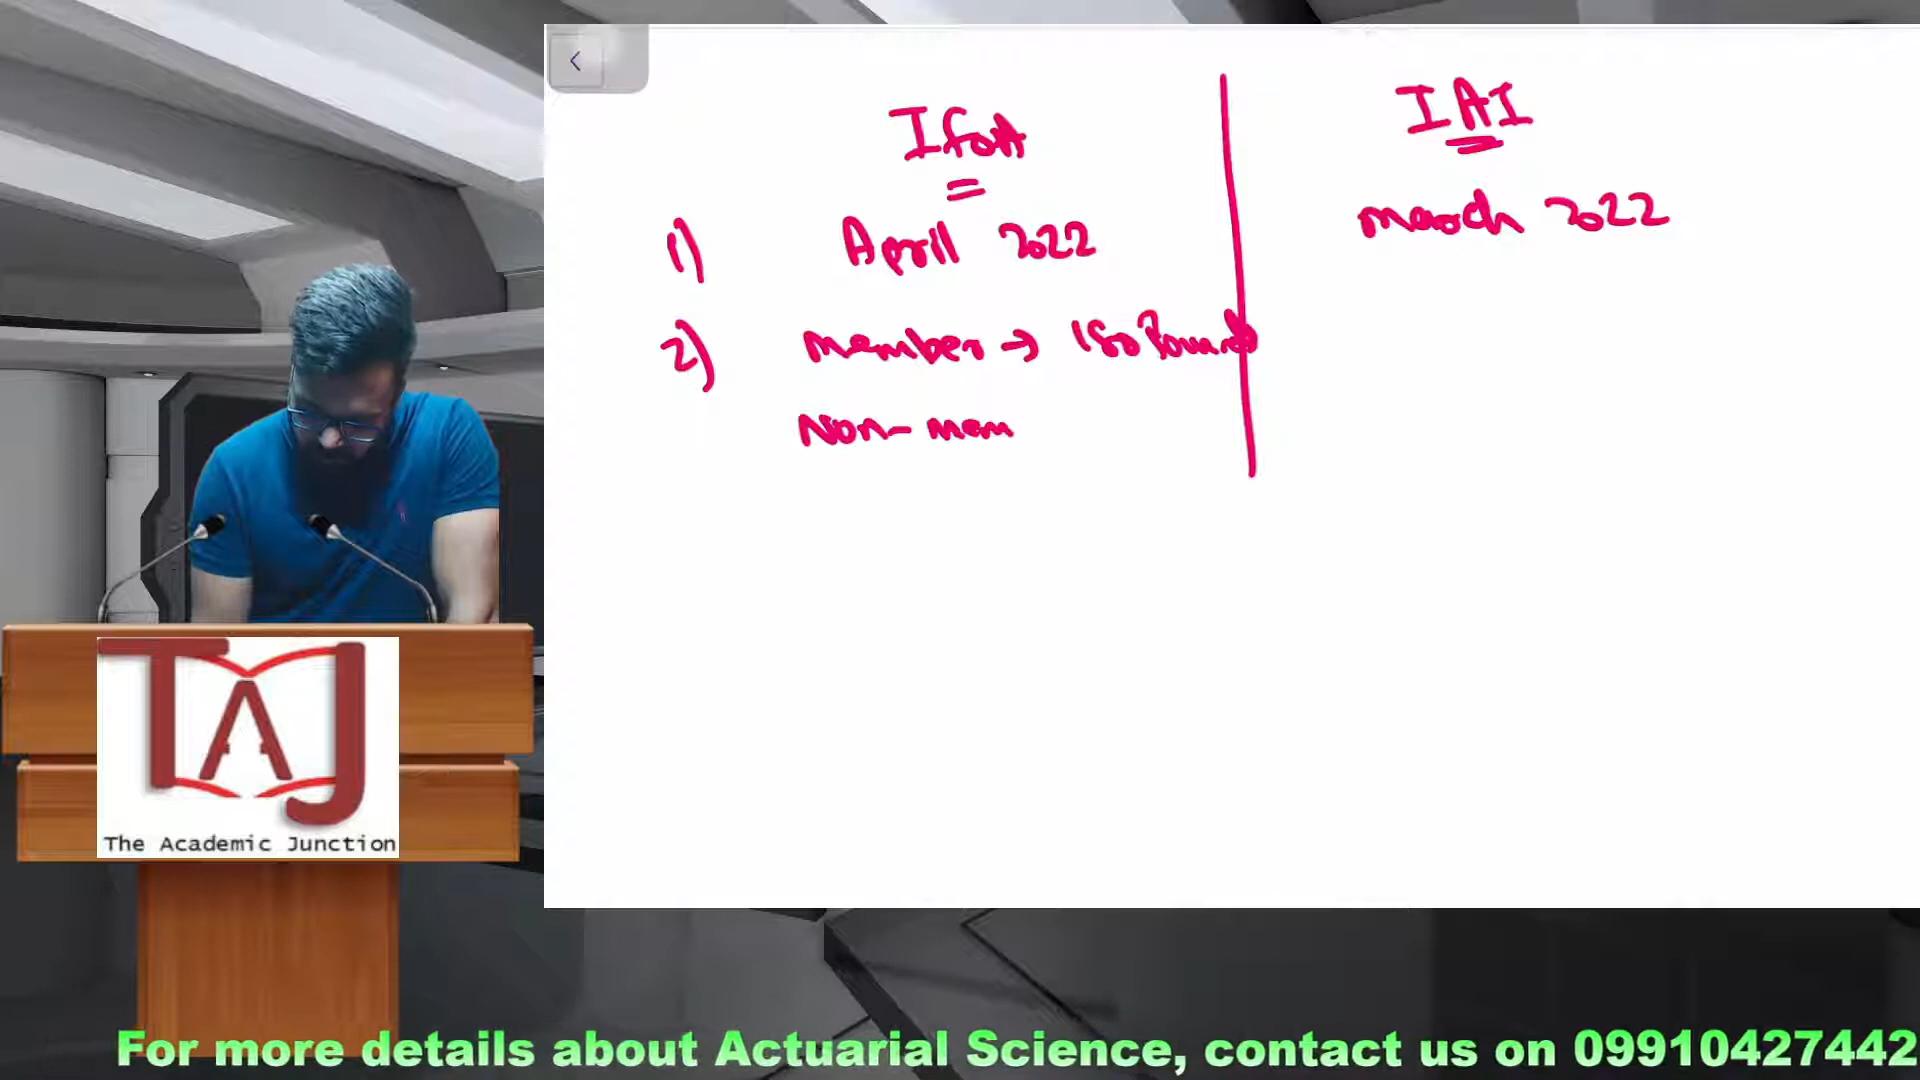 IFoA
1) April 2022
2) member → 150 Pounds
Non-mem
IAI
march 2022
TAJ
The Academic Junction
For more details about Actuarial Science, contact us on 09910427442